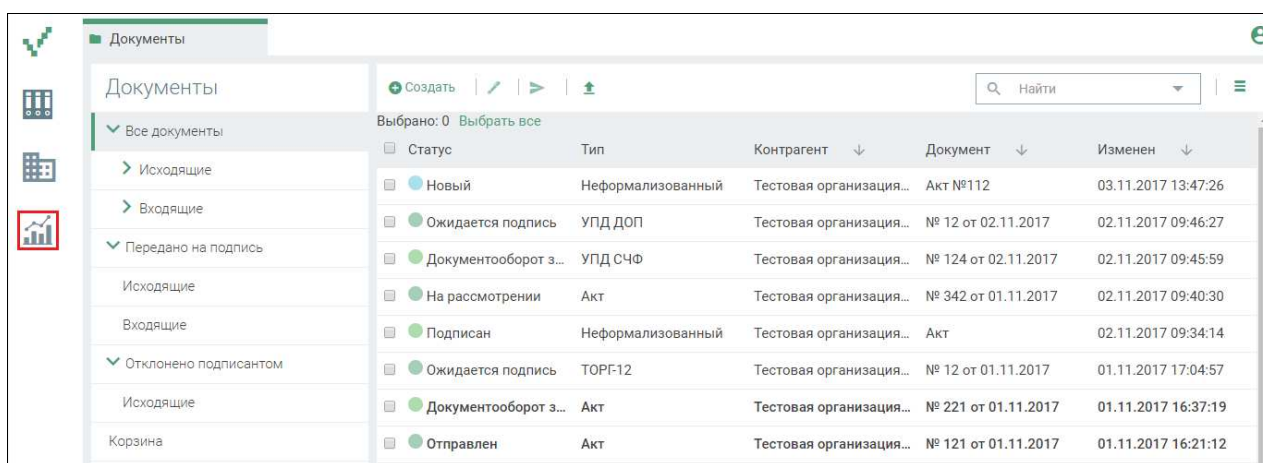 Документы
Документы
Все документы
Исходящие
Входящие
Передано на подпись
Исходящие
Входящие
Отклонено подписантом
Исходящие
Корзина
Создать Найти
Выбрано: 0 Выбрать все
Статус Тип Контрагент Документ Изменен
Новый Неформализованный Тестовая организация... Акт №112 03.11.2017 13:47:26
Ожидается подпись УПД ДОП Тестовая организация... № 12 от 02.11.2017 02.11.2017 09:46:27
Документооборот з... УПД СЧФ Тестовая организация... № 124 от 02.11.2017 02.11.2017 09:45:59
На рассмотрении Акт Тестовая организация... № 342 от 01.11.2017 02.11.2017 09:40:30
Подписан Неформализованный Тестовая организация... Акт 02.11.2017 09:34:14
Ожидается подпись ТОРГ-12 Тестовая организация... № 12 от 01.11.2017 01.11.2017 17:04:57
Документооборот з... Акт Тестовая организация... № 221 от 01.11.2017 01.11.2017 16:37:19
Отправлен Акт Тестовая организация... № 121 от 01.11.2017 01.11.2017 16:21:12